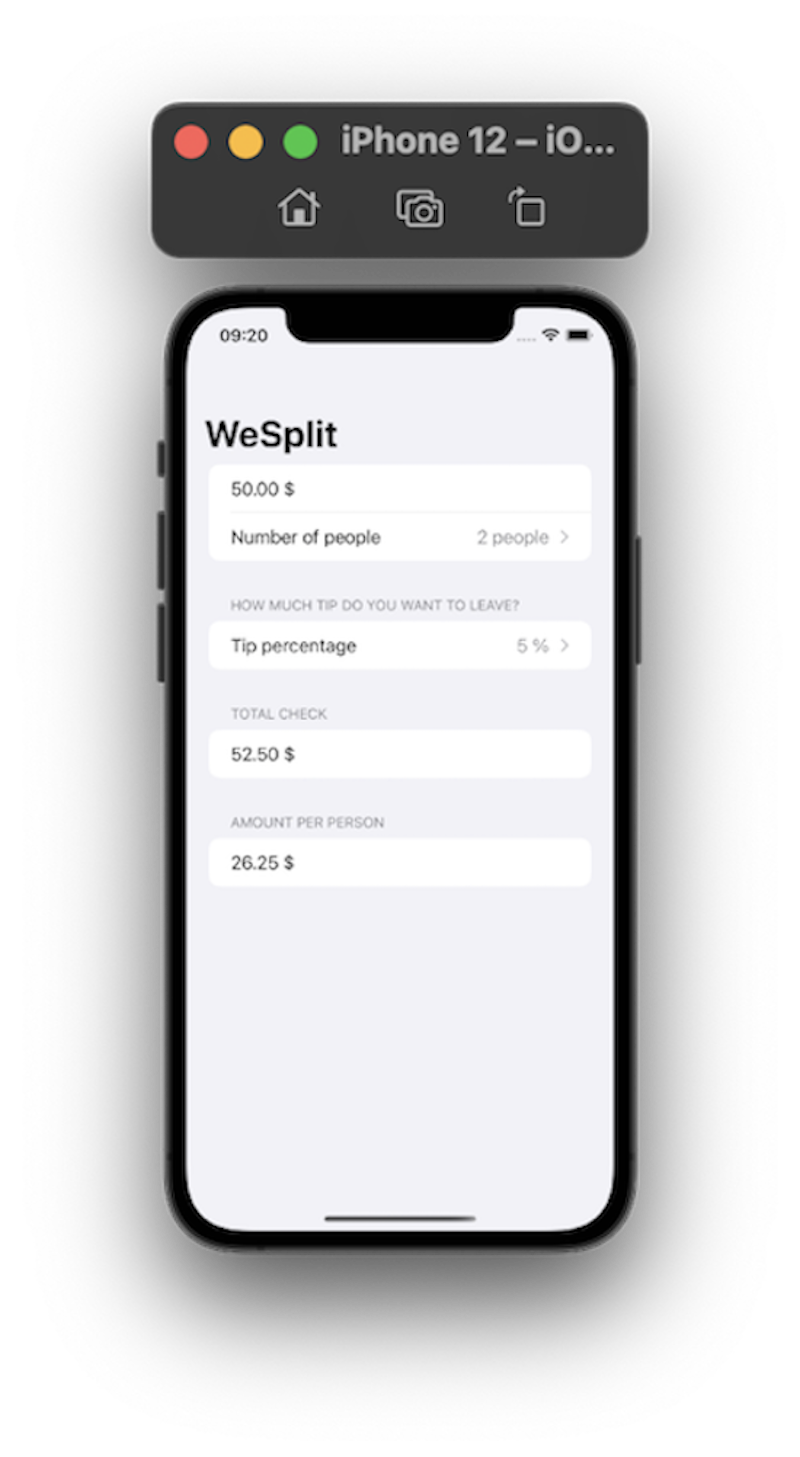 iPhone 12 – iO...
09:20
WeSplit
50.00 $
Number of people 2 people
HOW MUCH TIP DO YOU WANT TO LEAVE?
Tip percentage 5 %
TOTAL CHECK
52.50 $
AMOUNT PER PERSON
26.25 $